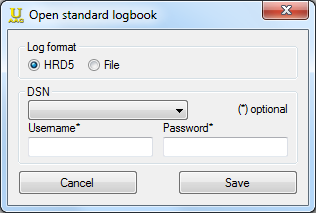 Open standard logbook
Log format
HRD5 File
DSN
(*) optional
Username* Password*
Cancel Save